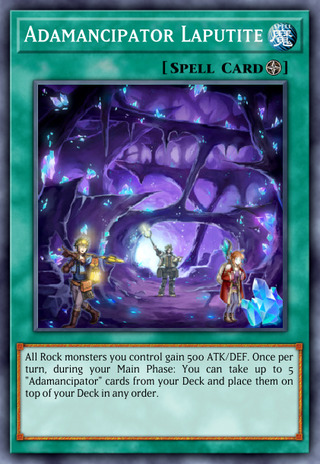 Adamancipator Laputite
魔
[Spell Card]
All Rock monsters you control gain 500 ATK/DEF. Once per
turn, during your Main Phase: You can take up to 5
"Adamancipator" cards from your Deck and place them on
top of your Deck in any order.